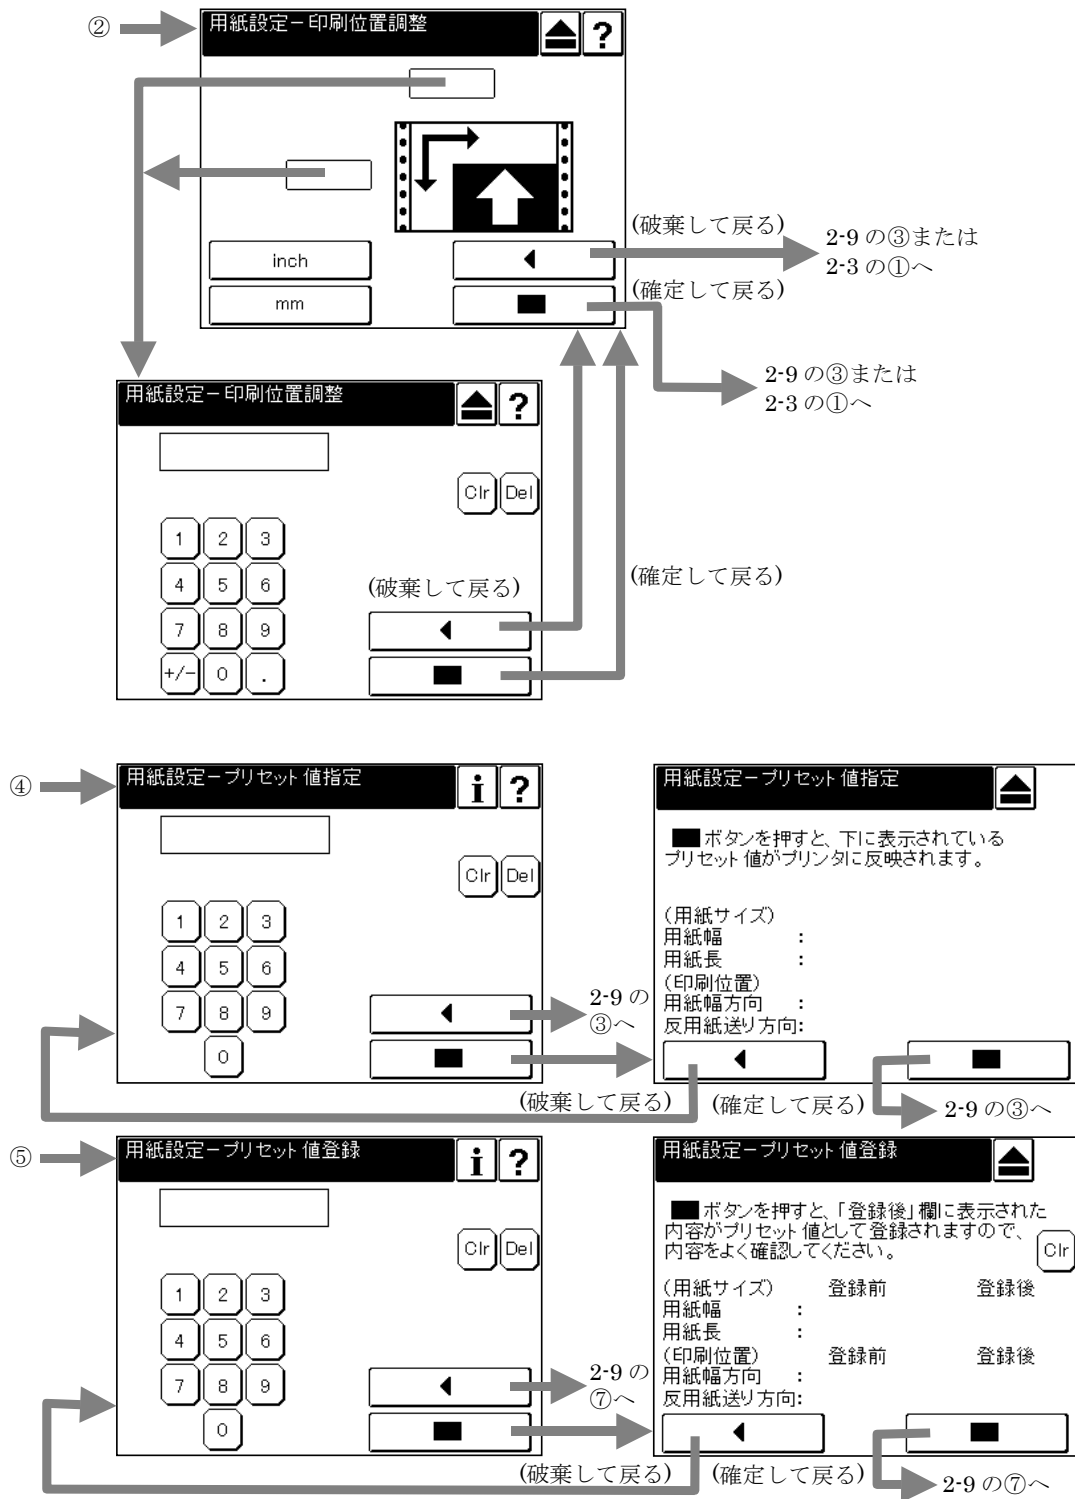 ②
用紙設定－印刷位置調整
?
(破棄して戻る)
2-9 の③または
2-3 の①へ
inch
mm
(確定して戻る)
2-9 の③または
2-3 の①へ
用紙設定－印刷位置調整
?
Clr Del
1 2 3
4 5 6
7 8 9
+/- 0 .
(破棄して戻る)
(確定して戻る)
④
用紙設定－プリセット値指定
i ?
Clr Del
1 2 3
4 5 6
7 8 9
0
2-9 の
③へ
用紙設定－プリセット値指定
ボタンを押すと、下に表示されている
プリセット値がプリンタに反映されます。
(用紙サイズ)
用紙幅 :
用紙長 :
(印刷位置)
用紙幅方向 :
反用紙送り方向:
(破棄して戻る)
(確定して戻る)
2-9 の③へ
⑤
用紙設定－プリセット値登録
i ?
Clr Del
1 2 3
4 5 6
7 8 9
0
2-9 の
⑦へ
用紙設定－プリセット値登録
ボタンを押すと、「登録後」欄に表示された
内容がプリセット値として登録されますので、
内容をよく確認してください。
Clr
(用紙サイズ) 登録前 登録後
用紙幅 :
用紙長 :
(印刷位置) 登録前 登録後
用紙幅方向 :
反用紙送り方向:
(破棄して戻る)
(確定して戻る)
2-9 の⑦へ